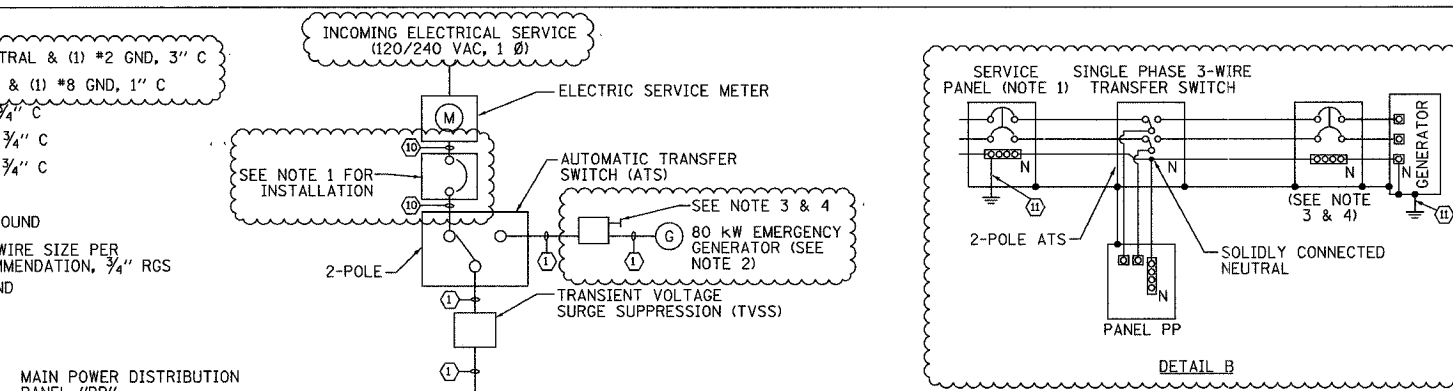 TRAL & (1) #2 GND, 3" C
& (1) #8 GND, 1" C
3/4" C
3/4" C
3/4" C
OUND
WIRE SIZE PER
MMENDATION, 3/4" RGS
ND
MAIN POWER DISTRIBUTION
PANEL "PP"
INCOMING ELECTRICAL SERVICE
(120/240 VAC, 1 Ø)
M
ELECTRIC SERVICE METER
10
SEE NOTE 1 FOR
INSTALLATION
10
AUTOMATIC TRANSFER
SWITCH (ATS)
2-POLE
1
SEE NOTE 3 & 4
1
G
80 kW EMERGENCY
GENERATOR (SEE
NOTE 2)
1
TRANSIENT VOLTAGE
SURGE SUPPRESSION (TVSS)
1
SERVICE
PANEL (NOTE 1)
SINGLE PHASE 3-WIRE
TRANSFER SWITCH
N
N
N
N
GENERATOR
11
(SEE NOTE
3 & 4)
11
2-POLE ATS
SOLIDLY CONNECTED
NEUTRAL
N
PANEL PP
DETAIL B